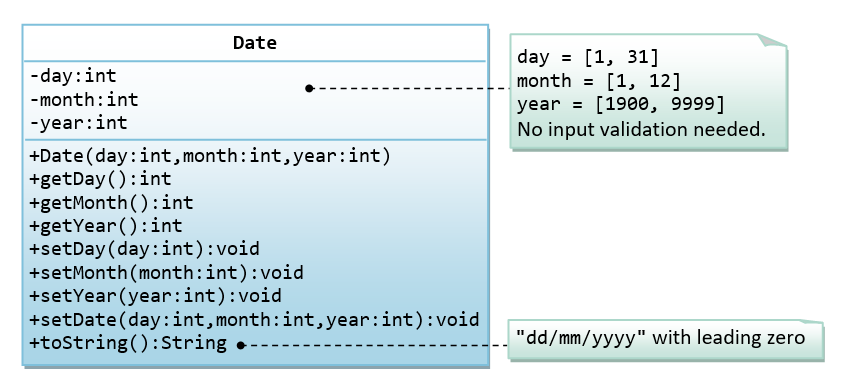 Date
-day:int
-month:int
-year:int
day = [1, 31]
month = [1, 12]
year = [1900, 9999]
No input validation needed.
+Date(day:int,month:int,year:int)
+getDay():int
+getMonth():int
+getYear():int
+setDay(day:int):void
+setMonth(month:int):void
+setYear(year:int):void
+setDate(day:int,month:int,year:int):void
+toString():String
"dd/mm/yyyy" with leading zero